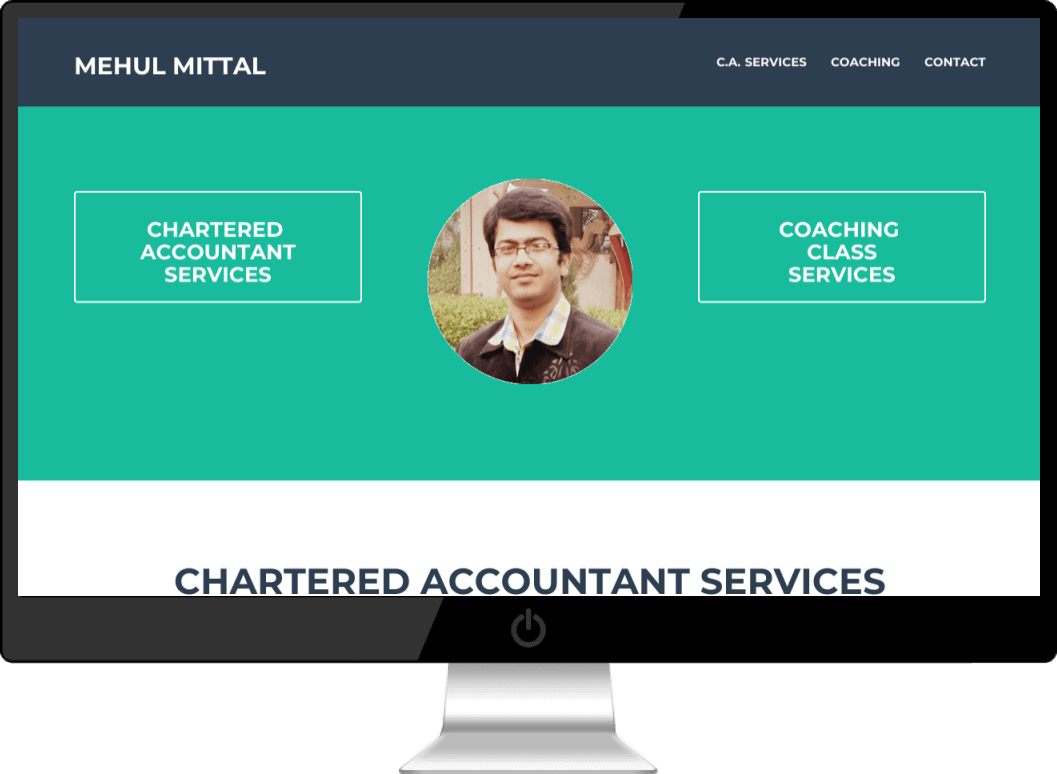 MEHUL MITTAL
C.A. SERVICES COACHING CONTACT
CHARTERED
ACCOUNTANT
SERVICES
COACHING
CLASS
SERVICES
CHARTERED ACCOUNTANT SERVICES